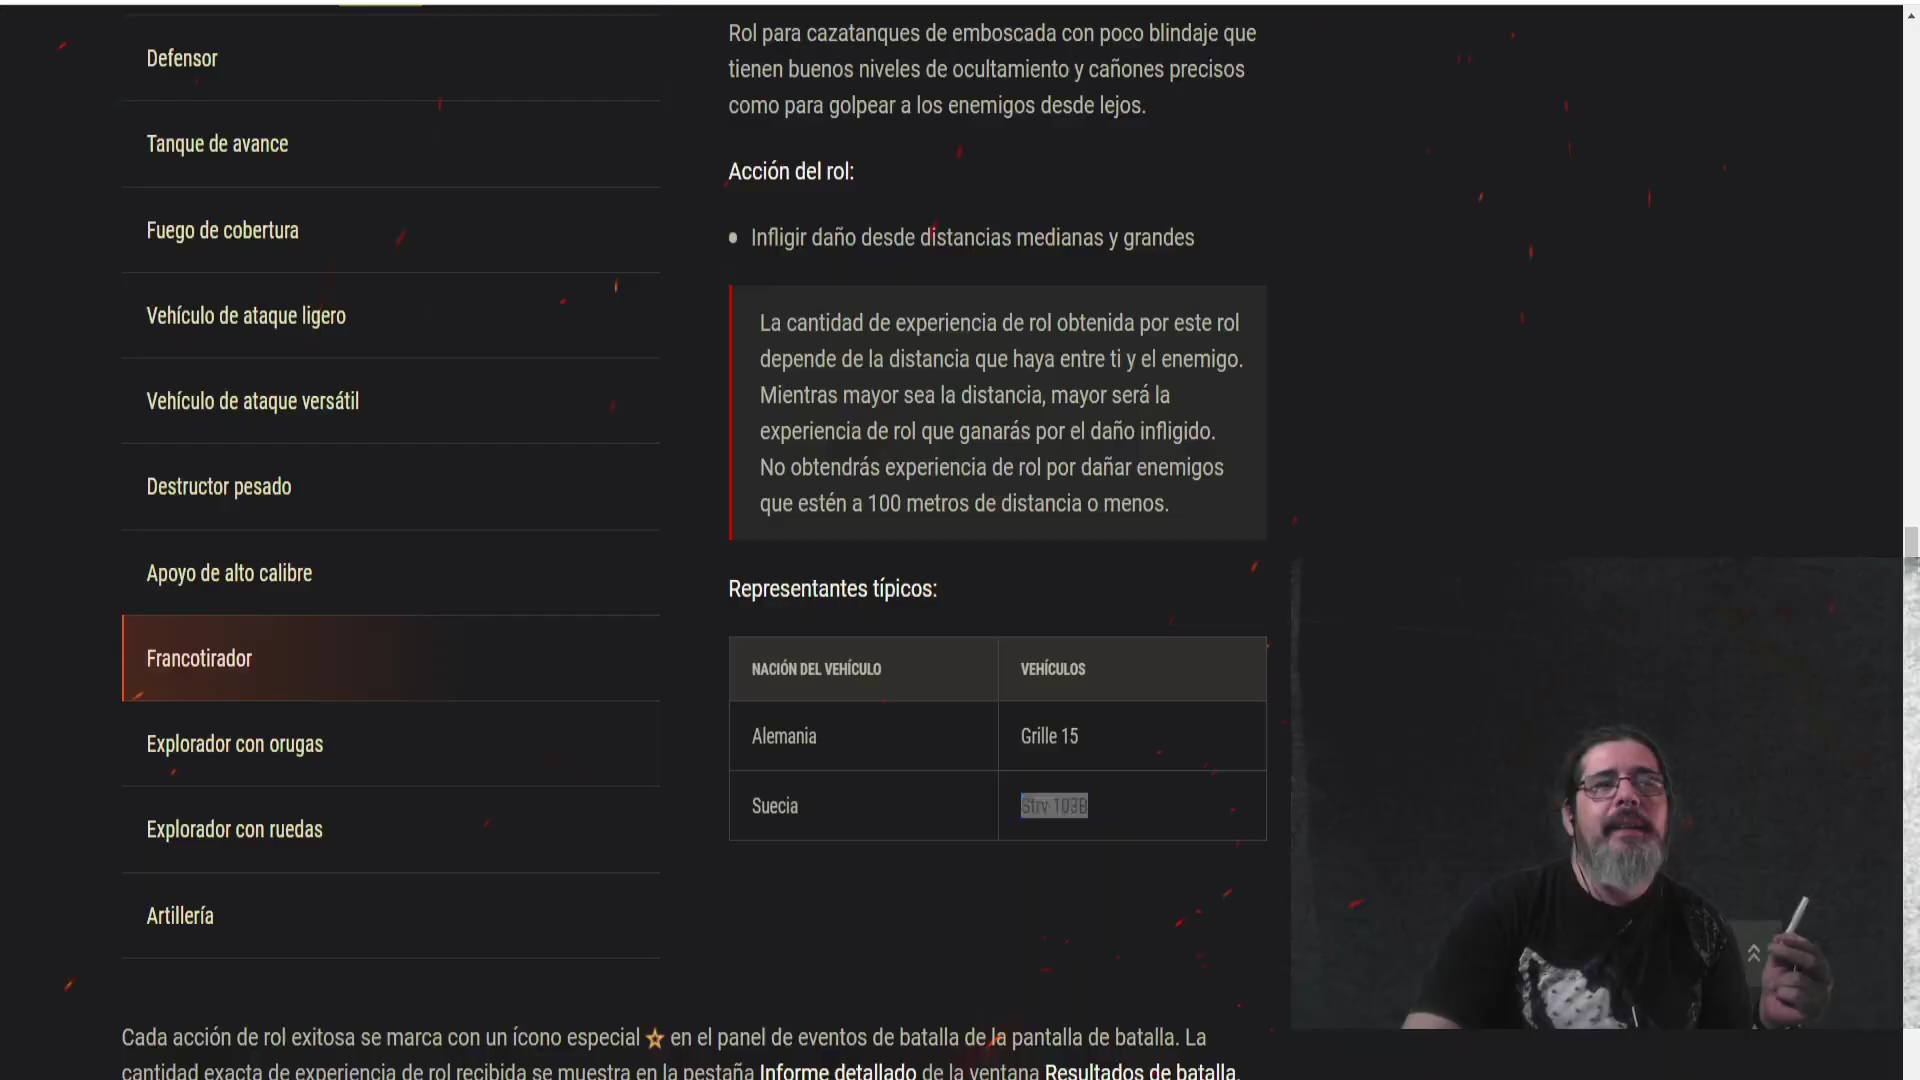 Defensor
Tanque de avance
Fuego de cobertura
Vehículo de ataque ligero
Vehículo de ataque versátil
Destructor pesado
Apoyo de alto calibre
Francotirador
Explorador con orugas
Explorador con ruedas
Artillería
Rol para cazatanques de emboscada con poco blindaje que
tienen buenos niveles de ocultamiento y cañones precisos
como para golpear a los enemigos desde lejos.
Acción del rol:
Infligir daño desde distancias medianas y grandes
La cantidad de experiencia de rol obtenida por este rol
depende de la distancia que haya entre ti y el enemigo.
Mientras mayor sea la distancia, mayor será la
experiencia de rol que ganarás por el daño infligido.
No obtendrás experiencia de rol por dañar enemigos
que estén a 100 metros de distancia o menos.
Representantes típicos:
NACIÓN DEL VEHÍCULO VEHÍCULOS
Alemania Grille 15
Suecia Strv 103B
Cada acción de rol exitosa se marca con un ícono especial en el panel de eventos de batalla de la pantalla de batalla. La
cantidad exacta de experiencia de rol recibida se muestra en la pestaña Informe detallado de la ventana Resultados de batalla.